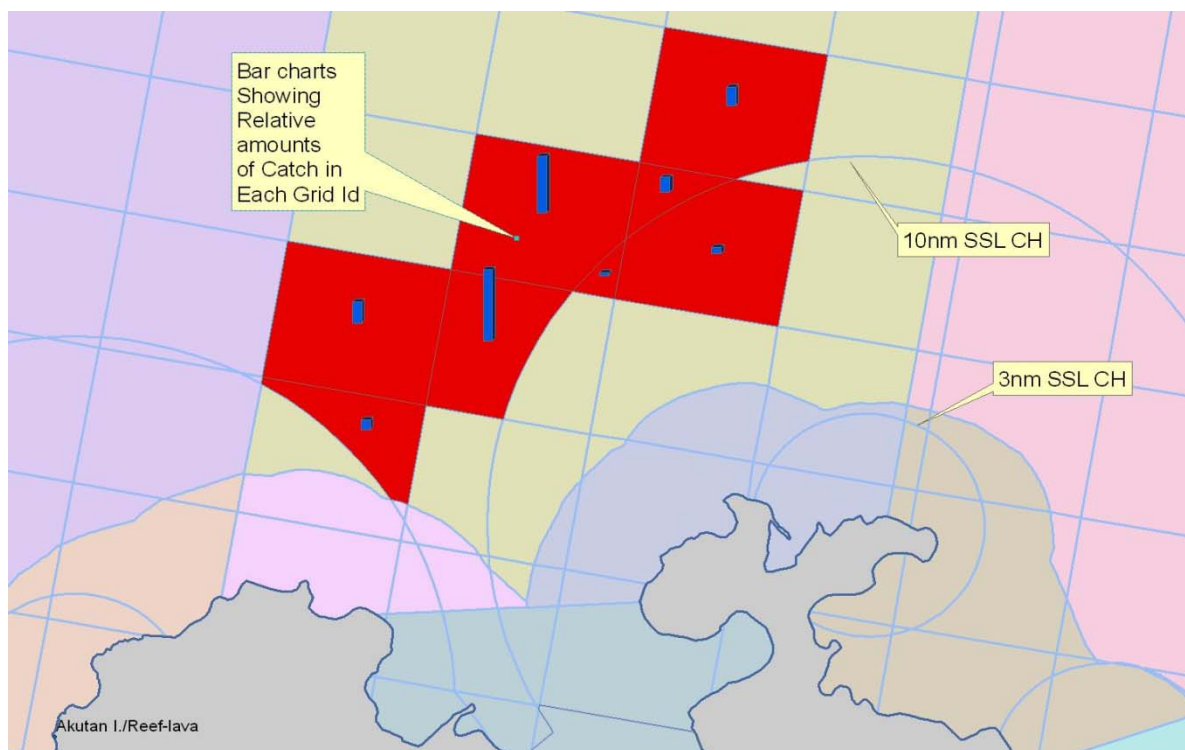 Bar charts
Showing
Relative
amounts
of Catch in
Each Grid Id
10nm SSL CH
3nm SSL CH
Akutan I./Reef-lava